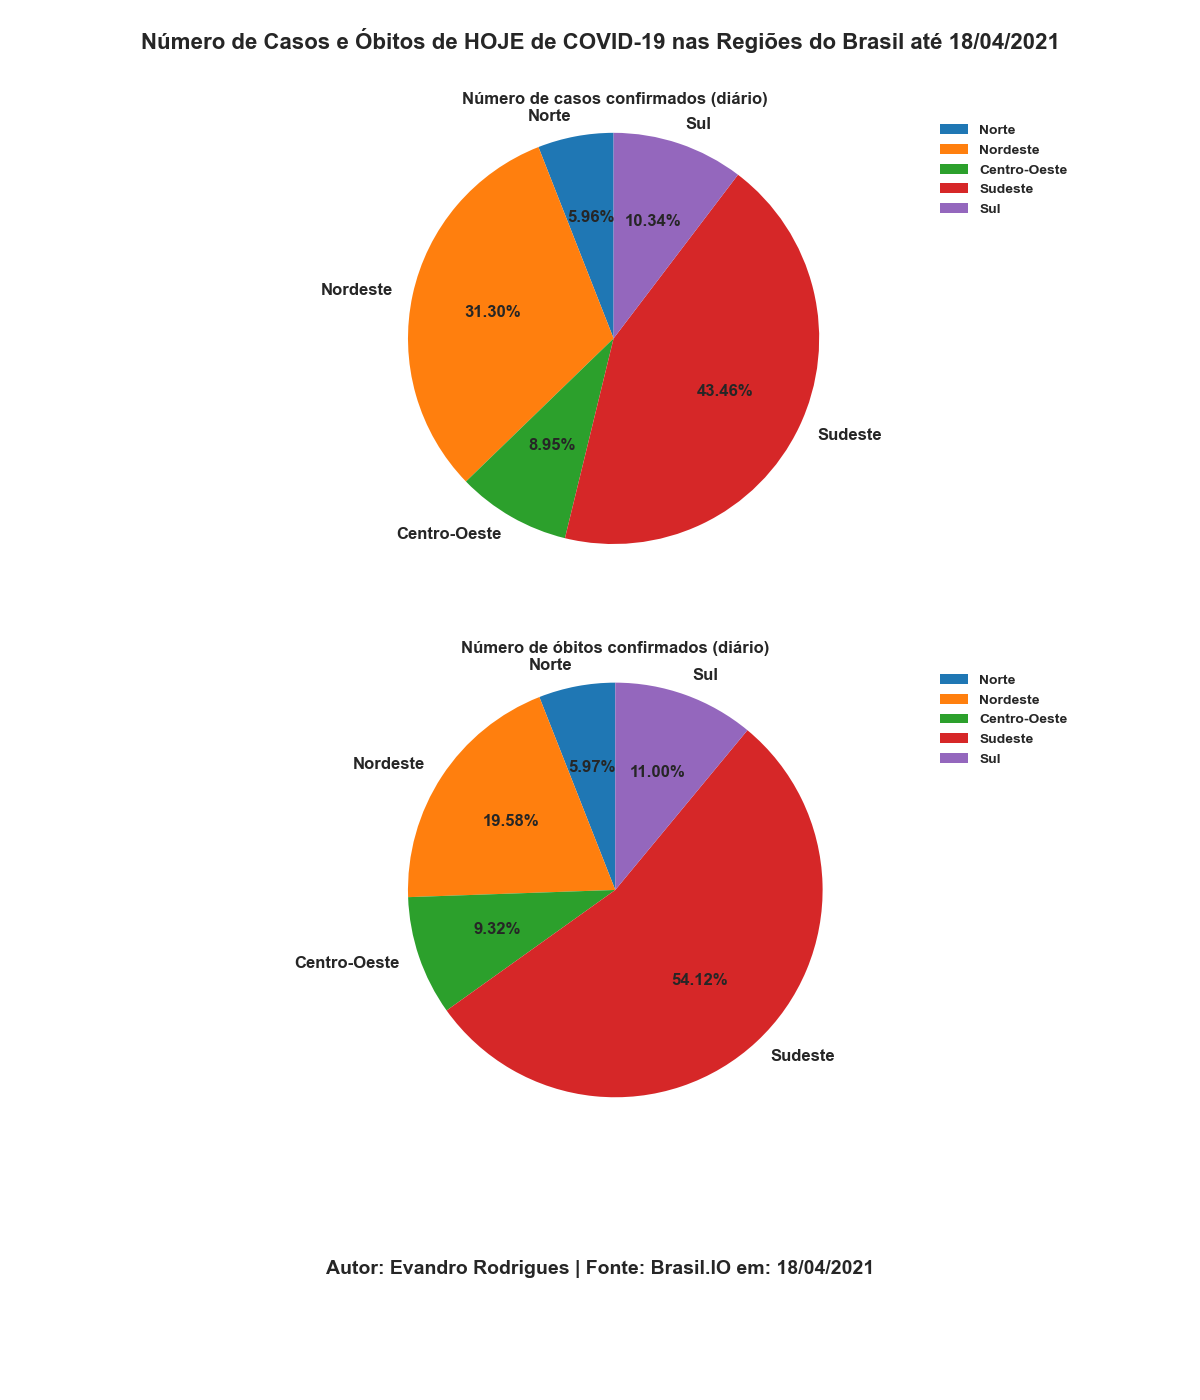 Número de Casos e Óbitos de HOJE de COVID-19 nas Regiões do Brasil até 18/04/2021
Número de casos confirmados (diário)
Norte
Sul
Nordeste
Centro-Oeste
Sudeste
5.96%
10.34%
31.30%
43.46%
8.95%
Norte
Nordeste
Centro-Oeste
Sudeste
Sul
Número de óbitos confirmados (diário)
Norte
Sul
Nordeste
Centro-Oeste
Sudeste
5.97%
11.00%
19.58%
9.32%
54.12%
Norte
Nordeste
Centro-Oeste
Sudeste
Sul
Autor: Evandro Rodrigues | Fonte: Brasil.IO em: 18/04/2021